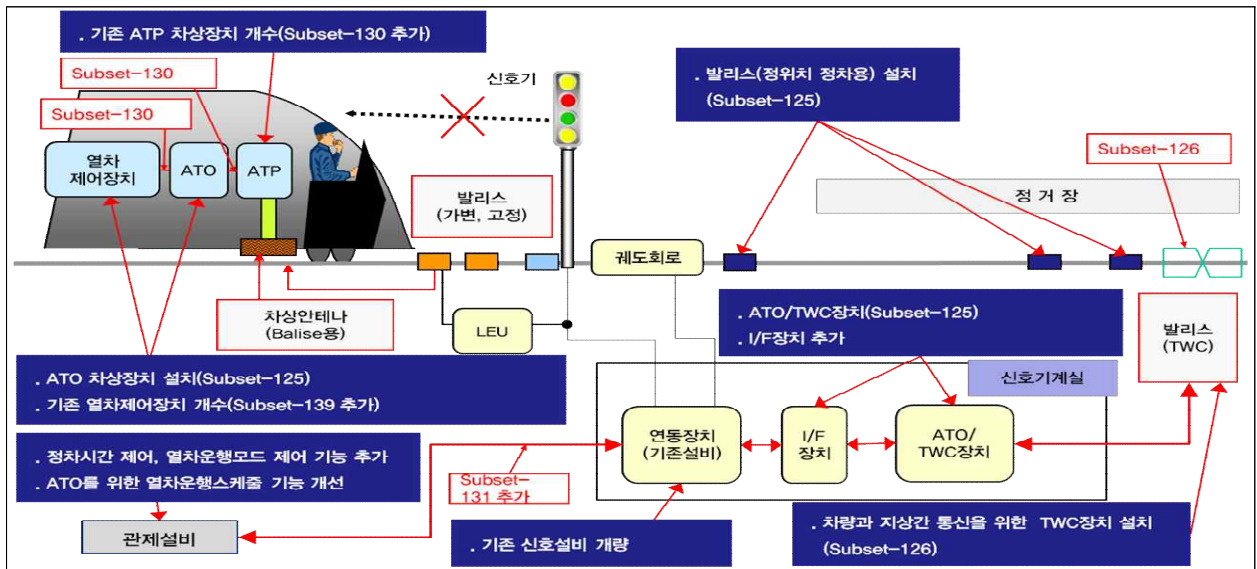 . 기존 ATP 차상장치 개수(Subset-130 추가)
Subset-130
Subset-130
신호기
. 발리스(정위치 정차용) 설치
(Subset-125)
Subset-126
열차
제어장치
ATO
ATP
발리스
(가변, 고정)
정 거 장
궤도회로
차상인테나
(Balise용)
LEU
. ATO/TWC장치(Subset-125)
. I/F장치 추가
발리스
(TWC)
. ATO 차상장치 설치(Subset-125)
. 기존 열차제어장치 개수(Subset-139 추가)
신호기계실
연동장치
(기존설비)
I/F
장치
ATO/
TWC장치
. 정차시간 제어, 열차운행모드 제어 기능 추가
. ATO를 위한 열차운행스케줄 기능 개선
Subset-
131 추가
관제설비
. 기존 신호설비 개량
. 차량과 지상간 통신을 위한 TWC장치 설치
(Subset-126)